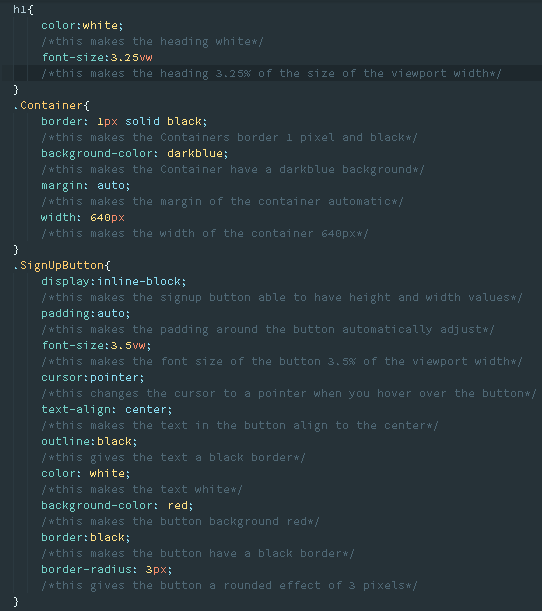 h1{
color:white;
/*this makes the heading white*/
font-size:3.25vw
/*this makes the heading 3.25% of the size of the viewport width*/
}
.Container{
border: 1px solid black;
/*this makes the Containers border 1 pixel and black*/
background-color: darkblue;
/*this makes the Container have a darkblue background*/
margin: auto;
/*this makes the margin of the container automatic*/
width: 640px
/*this makes the width of the container 640px*/
}
.SignUpButton{
display:inline-block;
/*this makes the signup button able to have height and width values*/
padding:auto;
/*this makes the padding around the button automatically adjust*/
font-size:3.5vw;
/*this makes the font size of the button 3.5% of the viewport width*/
cursor:pointer;
/*this changes the cursor to a pointer when you hover over the button*/
text-align: center;
/*this makes the text in the button align to the center*/
outline:black;
/*this gives the text a black border*/
color: white;
/*this makes the text white*/
background-color: red;
/*this makes the button background red*/
border:black;
/*this makes the button have a black border*/
border-radius: 3px;
/*this gives the button a rounded effect of 3 pixels*/
}